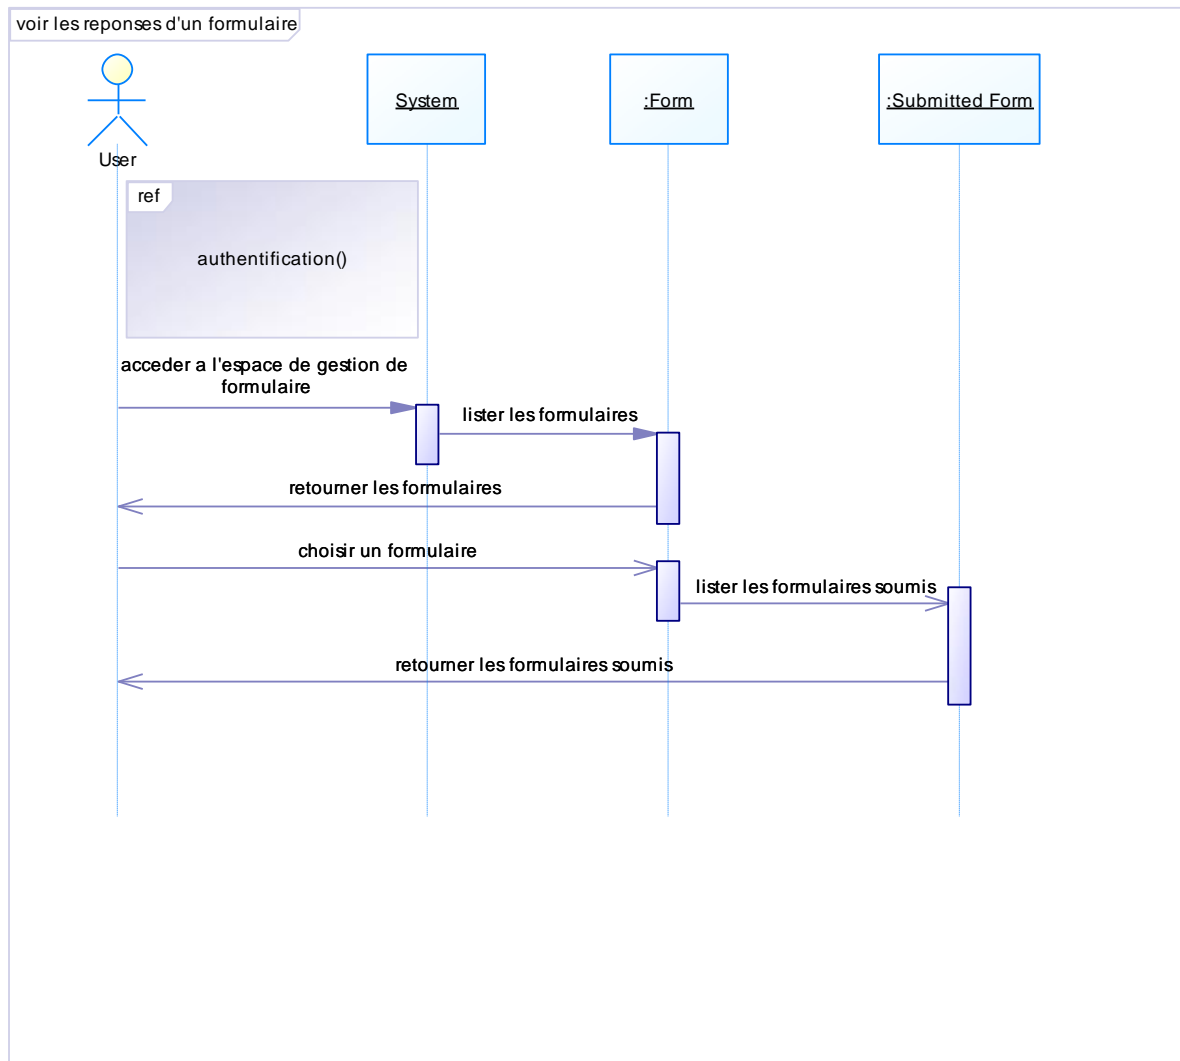 voir les reponses d'un formulaire
System
:Form
:Submitted Form
User
ref
authentification()
acceder a l'espace de gestion de
formulaire
lister les formulaires
retourner les formulaires
choisir un formulaire
lister les formulaires soumis
retourner les formulaires soumis